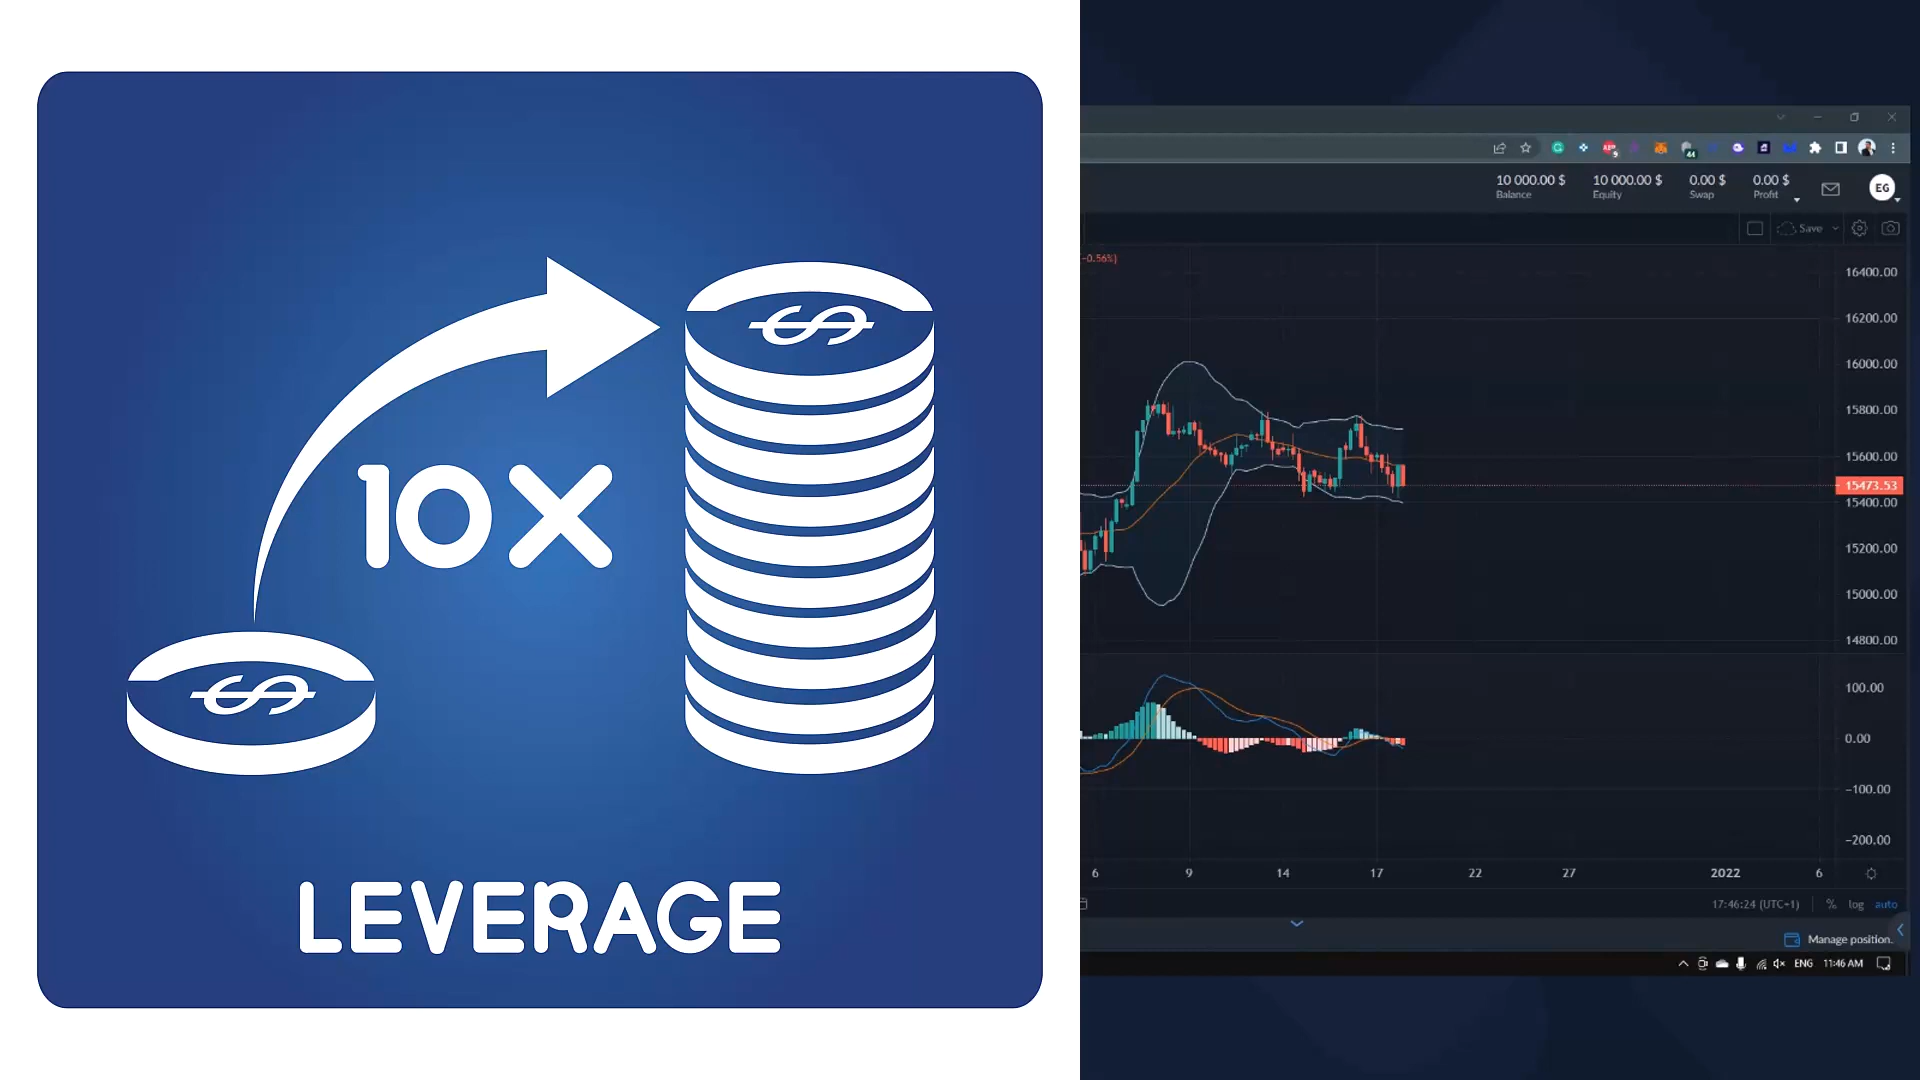 10X
LEVERAGE
10 000.00 $
Balance
10 000.00 $
Equity
0.00 $
Swap
0.00 $
Profit
EG
Save
−0.56%)
16400.00
16200.00
16000.00
15800.00
15600.00
15473.53
15400.00
15200.00
15000.00
14800.00
100.00
0.00
−100.00
−200.00
6 9 14 17 22 27 2022 6
17:46:24 (UTC+1) % log auto
Manage position.
ENG 11:46 AM